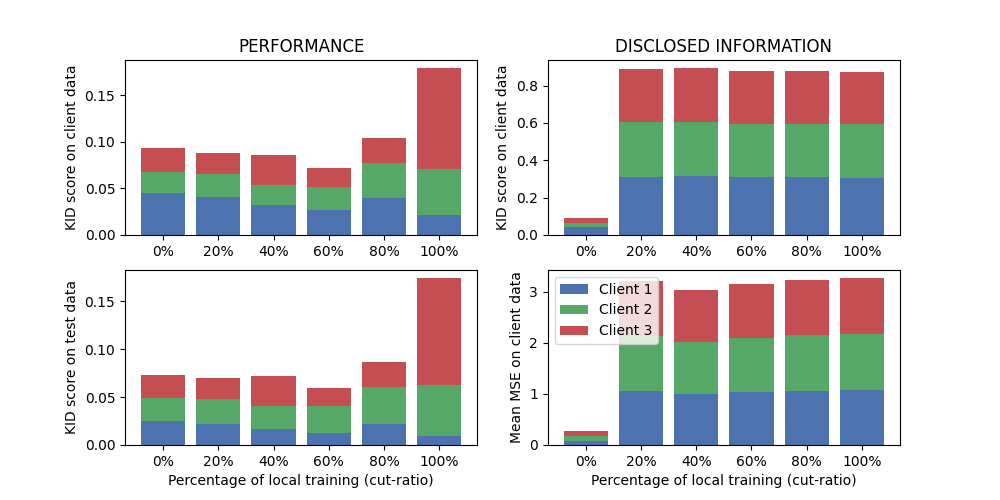 PERFORMANCE
KID score on client data
0.15
0.10
0.05
0.00
0% 20% 40% 60% 80% 100%
DISCLOSED INFORMATION
KID score on client data
0.8
0.6
0.4
0.2
0.0
0% 20% 40% 60% 80% 100%
KID score on test data
0.15
0.10
0.05
0.00
0% 20% 40% 60% 80% 100%
Percentage of local training (cut-ratio)
Mean MSE on client data
3
2
1
0
Client 1
Client 2
Client 3
0% 20% 40% 60% 80% 100%
Percentage of local training (cut-ratio)